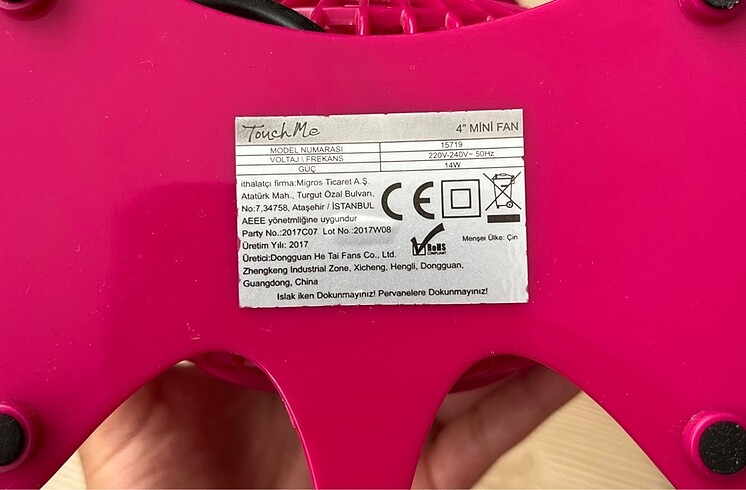 TouchMe
4" MİNİ FAN
MODEL NUMARASI 15719
VOLTAJ \ FREKANS 220V-240V~ 50Hz
GÜÇ 14W
ithalatçı firma:Migros Ticaret A.Ş.
Atatürk Mah., Turgut Özal Bulvarı,
No:7,34758, Ataşehir / İSTANBUL
AEEE yönetmliğine uygundur
Party No.:2017C07 Lot No.:2017W08
Üretim Yılı: 2017
Üretici:Dongguan He Tai Fans Co., Ltd.
Zhengkeng Industrial Zone, Xicheng, Hengli, Dongguan,
Guangdong, China
CE
RoHS
COMPLIANT
Menşei Ülke: Çin
Islak iken Dokunmayınız! Pervanelere Dokunmayınız!